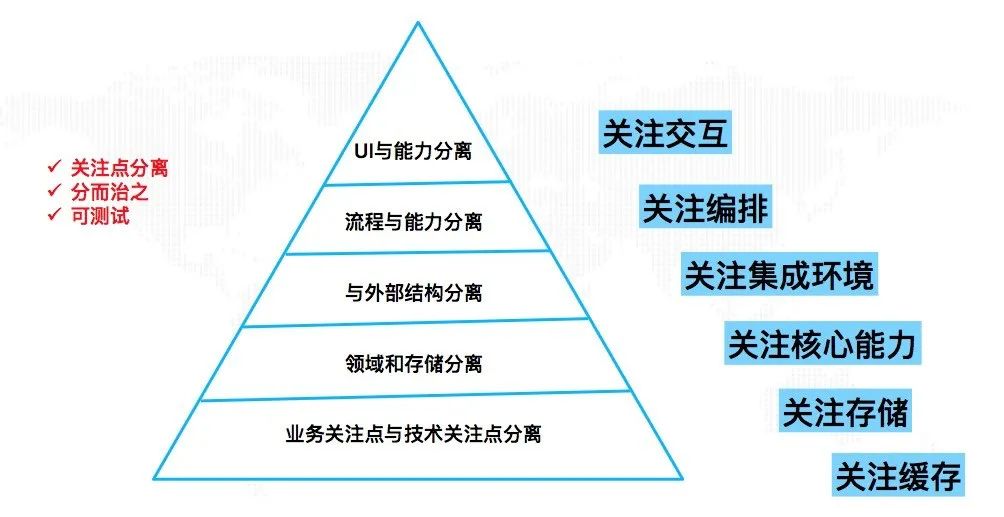 UI与能力分离
流程与能力分离
与外部结构分离
领域和存储分离
业务关注点与技术关注点分离
✓ 关注点分离
✓ 分而治之
✓ 可测试
关注交互
关注编排
关注集成环境
关注核心能力
关注存储
关注缓存